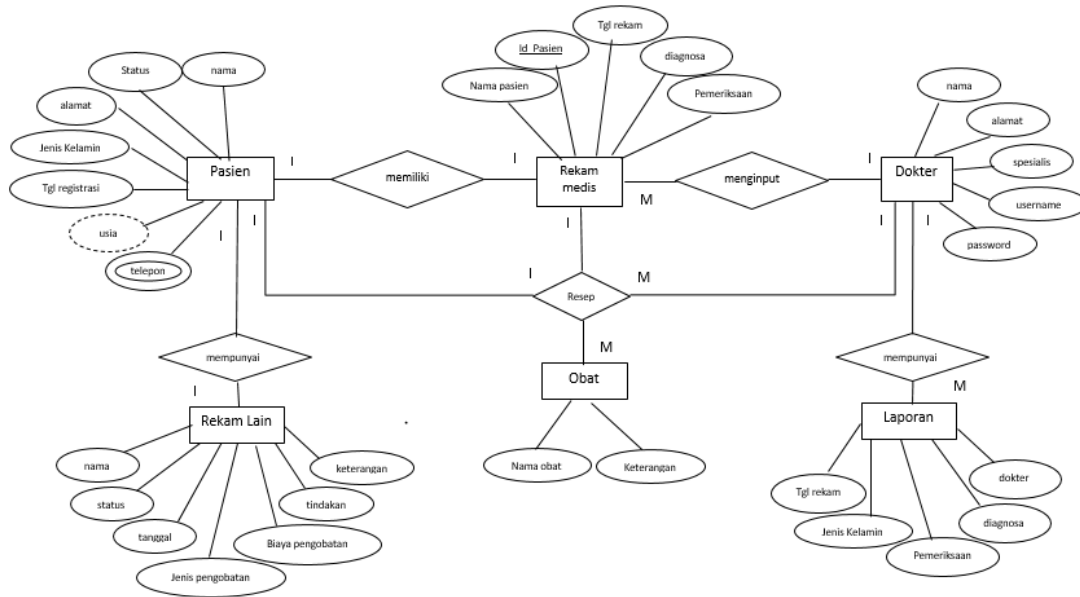 Tgl rekam
Id_Pasien
Status
nama
diagnosa
Nama pasien
Pemeriksaan
nama
alamat
alamat
Jenis Kelamin
I
I
I
spesialis
Pasien
memiliki
Rekam
medis
menginput
Dokter
Tgl registrasi
M
username
I
I
I
I
I
usia
password
telepon
I
M
Resep
mempunyai
M
mempunyai
Obat
I
M
Rekam Lain
Laporan
nama
keterangan
Nama obat
Keterangan
dokter
Tgl rekam
status
tindakan
diagnosa
tanggal
Biaya pengobatan
Jenis Kelamin
Pemeriksaan
Jenis pengobatan